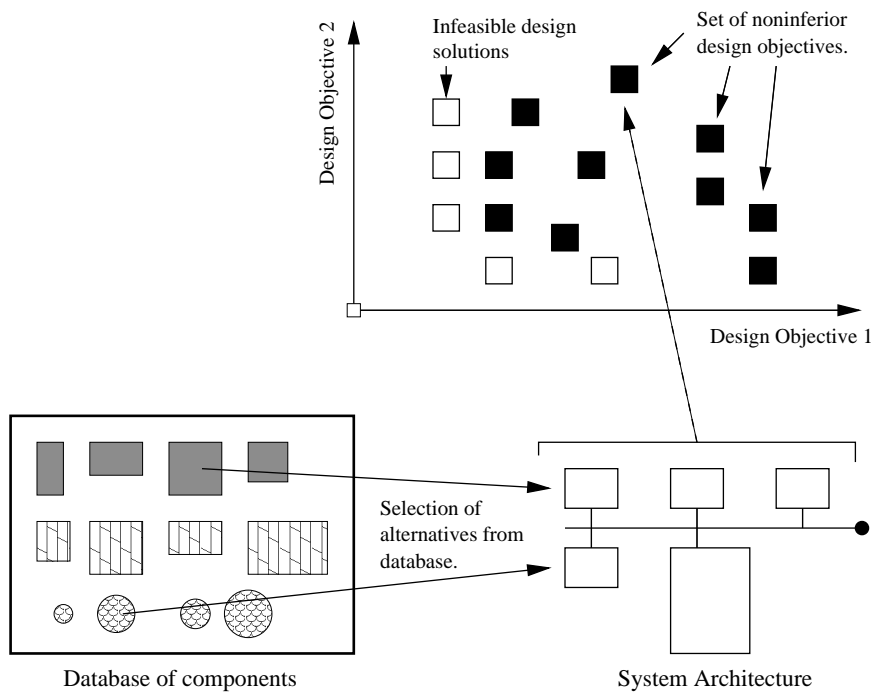 Design Objective 2
Infeasible design
solutions
Set of noninferior
design objectives.
Design Objective 1
Selection of
alternatives from
database.
Database of components
System Architecture